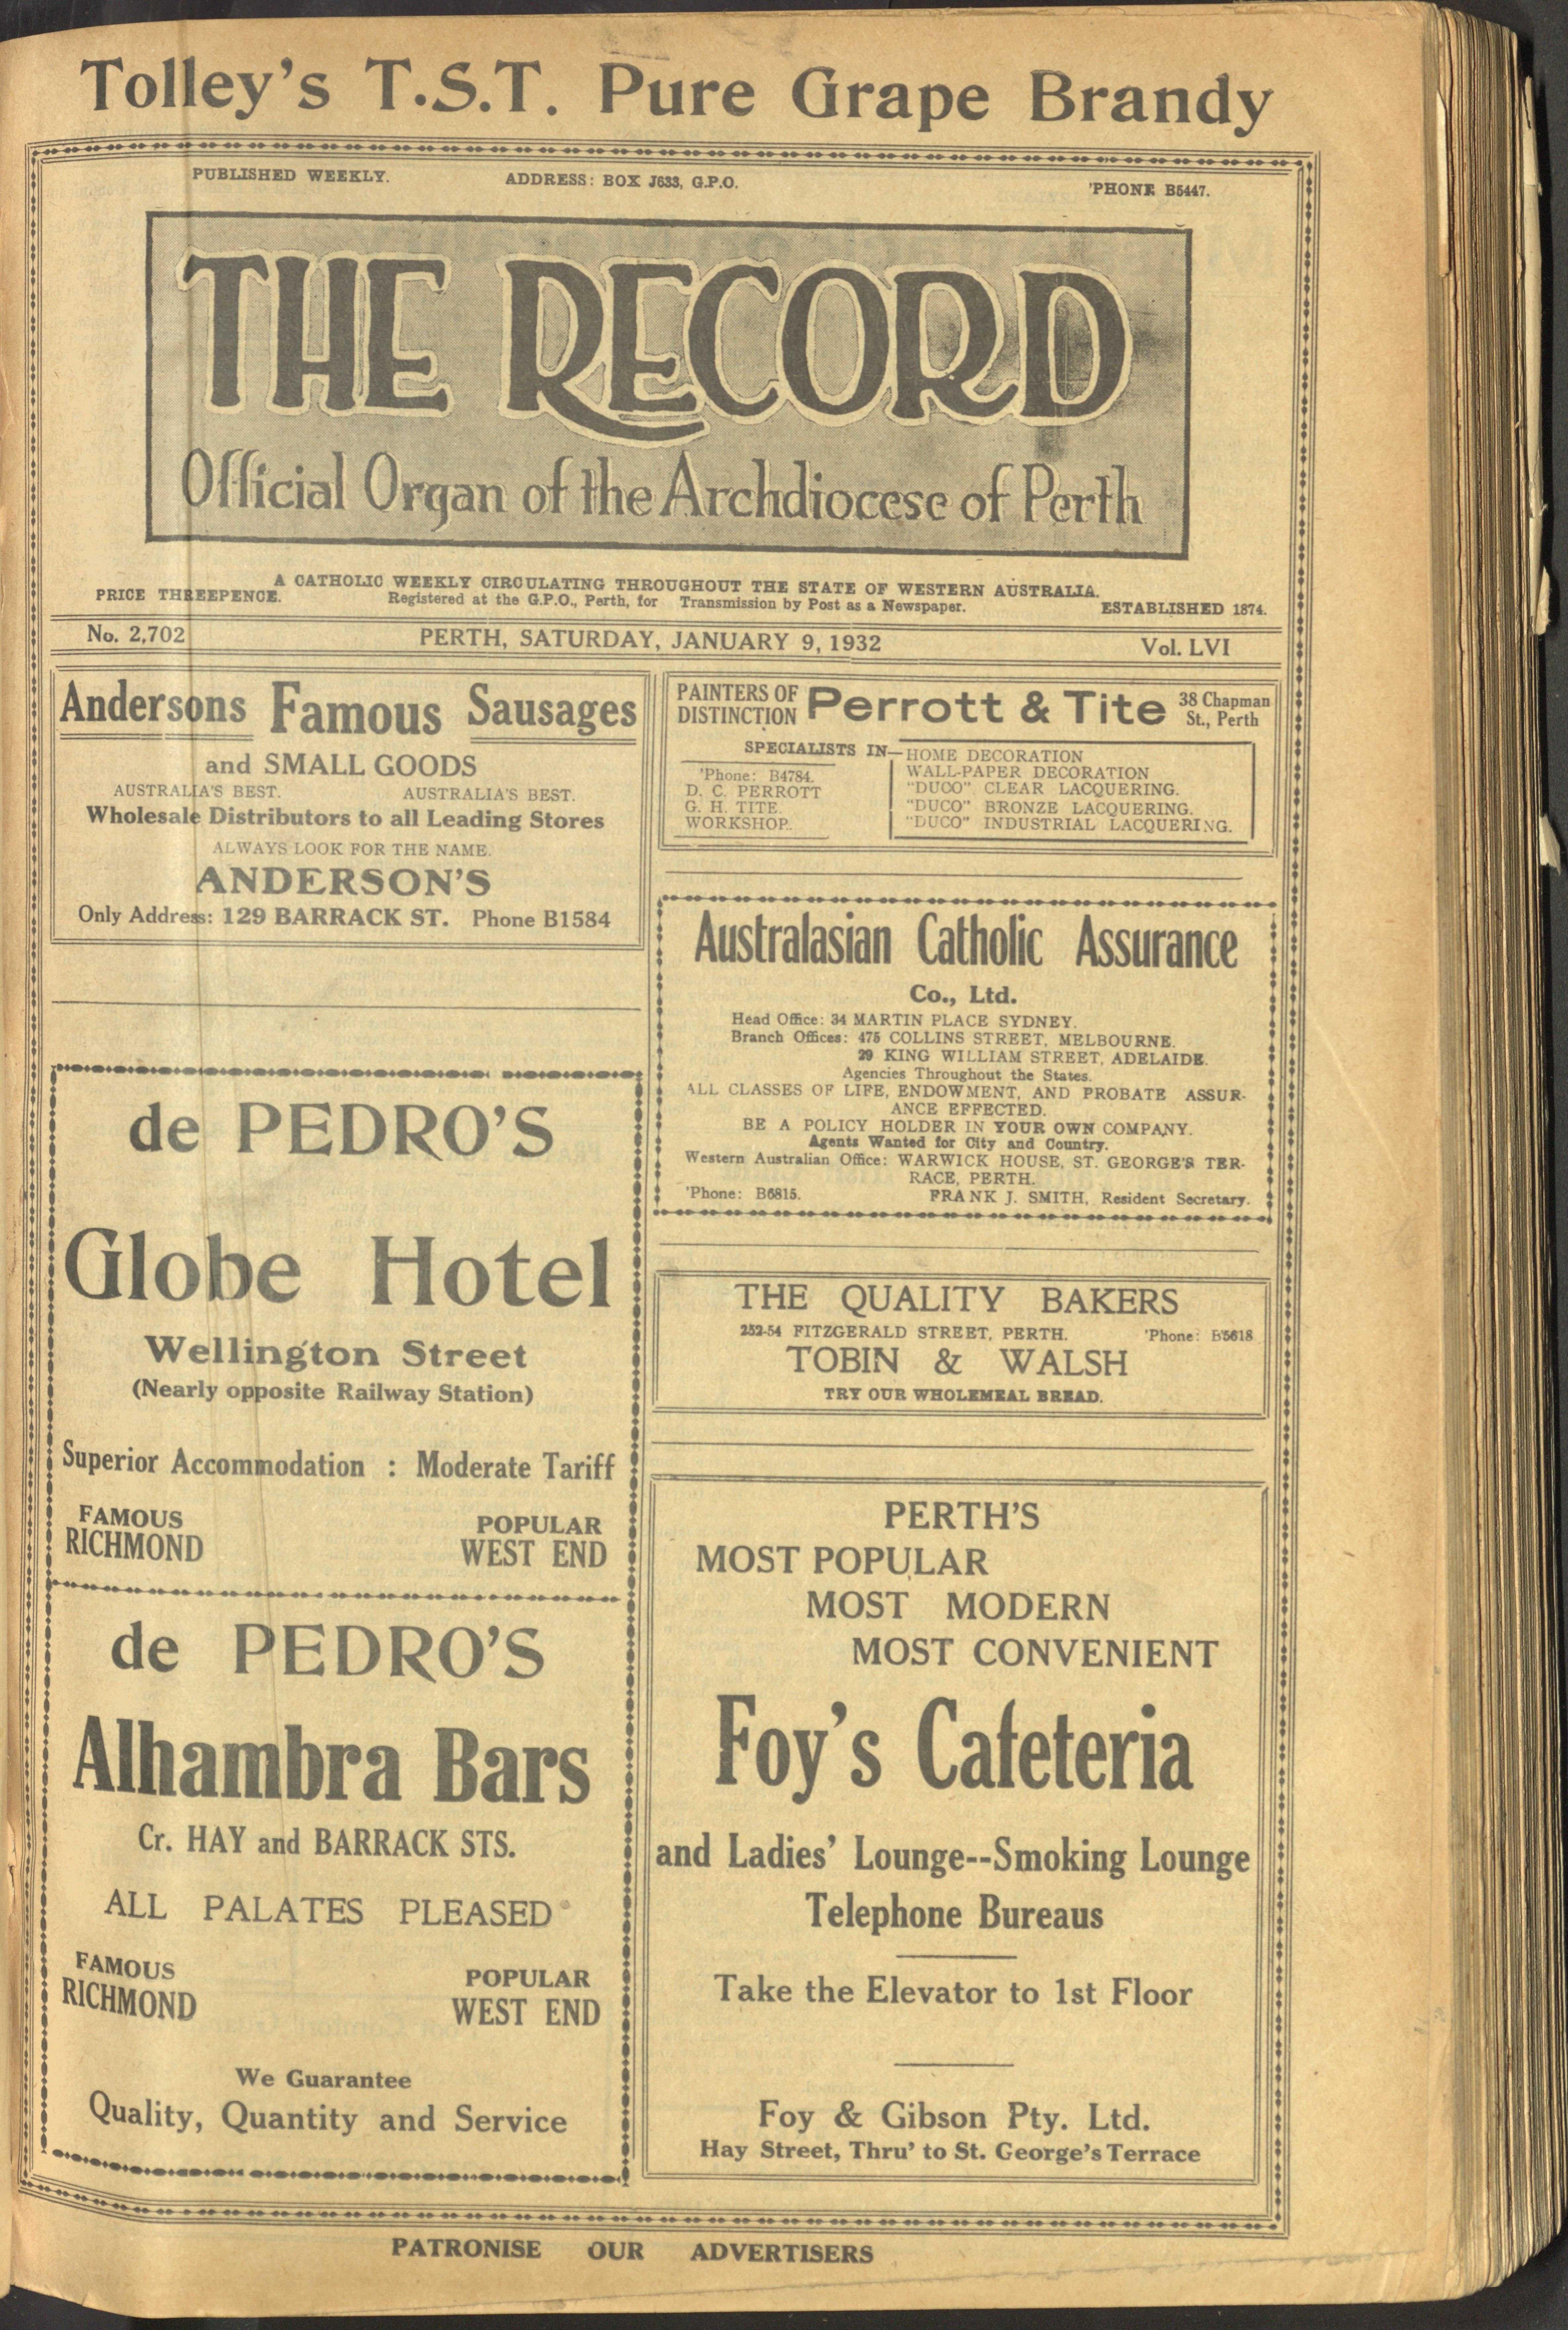 Tolley's T.S.T. Pure Grape Brandy
PUBLISHED WEEKLY. ADDRESS: BOX J633, G.P.O. 'PHONE B5447.
THE RECORD
Official Organ of the Archdiocese of Perth
A CATHOLIC WEEKLY CIRCULATING THROUGHOUT THE STATE OF WESTERN AUSTRALIA.
PRICE THREEPENCE. Registered at the G.P.O., Perth, for Transmission by Post as a Newspaper. ESTABLISHED 1874.
No. 2,702 PERTH, SATURDAY, JANUARY 9, 1932 Vol. LVI
Andersons Famous Sausages
and SMALL GOODS
AUSTRALIA'S BEST. AUSTRALIA'S BEST.
Wholesale Distributors to all Leading Stores
ALWAYS LOOK FOR THE NAME.
ANDERSON'S
Only Address: 129 BARRACK ST. Phone B1584
de PEDRO'S
Globe Hotel
Wellington Street
(Nearly opposite Railway Station)
Superior Accommodation : Moderate Tariff
FAMOUS POPULAR
RICHMOND WEST END
de PEDRO'S
Alhambra Bars
Cr. HAY and BARRACK STS.
ALL PALATES PLEASED
FAMOUS POPULAR
RICHMOND WEST END
We Guarantee
Quality, Quantity and Service
PAINTERS OF DISTINCTION Perrott & Tite 38 Chapman St., Perth
SPECIALISTS IN—HOME DECORATION
'Phone: B4784. WALL-PAPER DECORATION
D. C. PERROTT "DUCO" CLEAR LACQUERING.
G. H. TITE. "DUCO" BRONZE LACQUERING.
WORKSHOP. "DUCO" INDUSTRIAL LACQUERING.
Australasian Catholic Assurance
Co., Ltd.
Head Office: 34 MARTIN PLACE SYDNEY.
Branch Offices: 475 COLLINS STREET, MELBOURNE.
29 KING WILLIAM STREET, ADELAIDE.
Agencies Throughout the States.
ALL CLASSES OF LIFE, ENDOWMENT, AND PROBATE ASSUR-
ANCE EFFECTED.
BE A POLICY HOLDER IN YOUR OWN COMPANY.
Agents Wanted for City and Country.
Western Australian Office: WARWICK HOUSE, ST. GEORGE'S TER-
RACE, PERTH.
'Phone: B6815. FRANK J. SMITH, Resident Secretary.
THE QUALITY BAKERS
252-54 FITZGERALD STREET, PERTH. 'Phone: B5618
TOBIN & WALSH
TRY OUR WHOLEMEAL BREAD.
PERTH'S
MOST POPULAR
MOST MODERN
MOST CONVENIENT
Foy's Cafeteria
and Ladies' Lounge--Smoking Lounge
Telephone Bureaus
Take the Elevator to 1st Floor
Foy & Gibson Pty. Ltd.
Hay Street, Thru' to St. George's Terrace
PATRONISE OUR ADVERTISERS